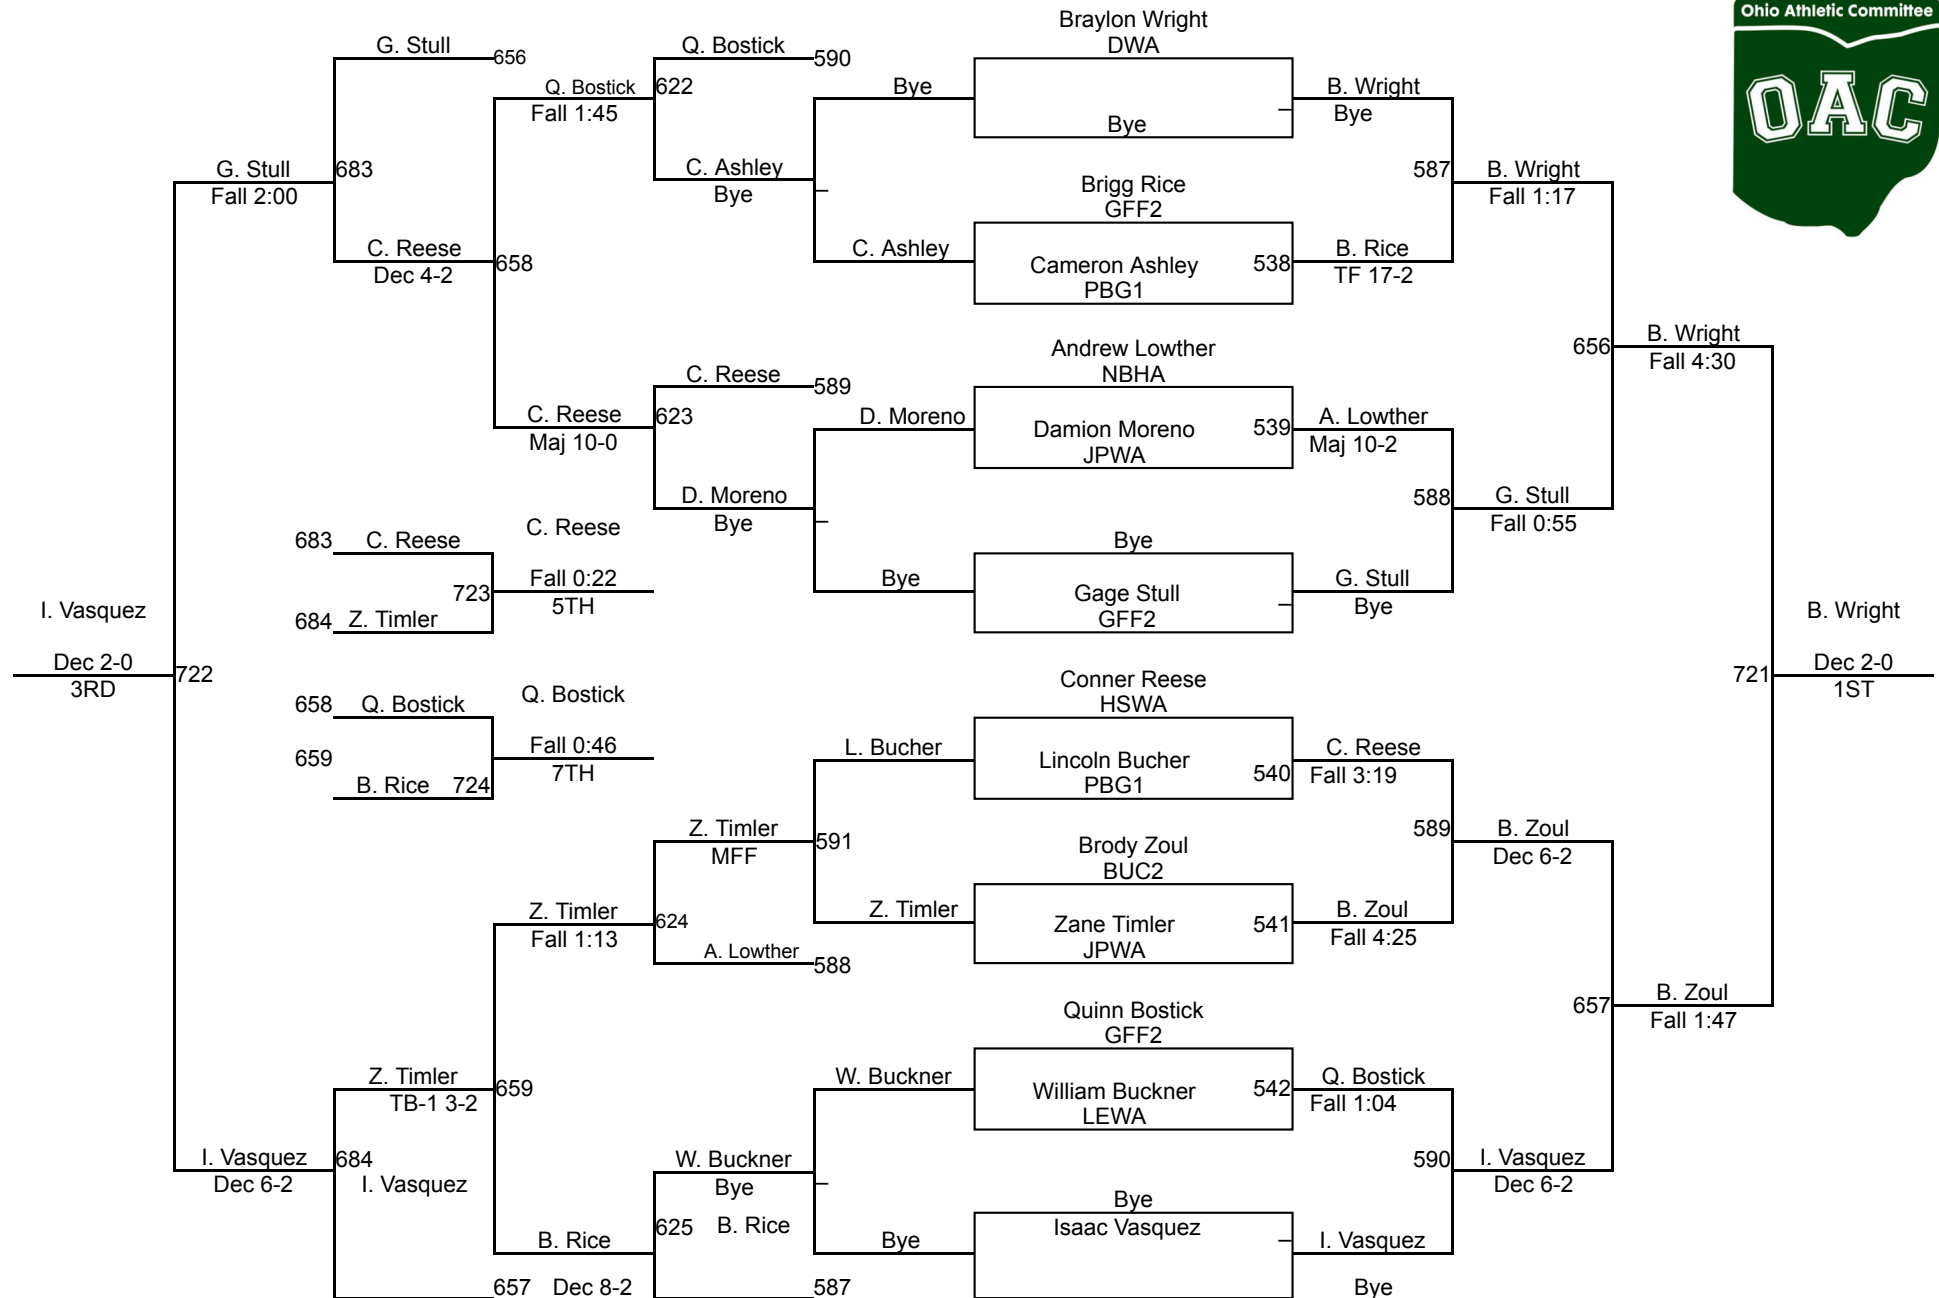 Braylon Wright
Ohio Athletic Committee
OAC
G. Stull
656
Q. Bostick
590
DWA
Q. Bostick
622
Bye
B. Wright
Fall 1:45
Bye
Bye
C. Ashley
Bye
G. Stull
683
Fall 2:00
Brigg Rice
GFF2
587
B. Wright
Fall 1:17
C. Reese
Dec 4-2
658
C. Ashley
Cameron Ashley
PBG1
538
B. Rice
TF 17-2
Andrew Lowther
NBHA
656
B. Wright
Fall 4:30
C. Reese
589
C. Reese
623
Maj 10-0
D. Moreno
Damion Moreno
JPWA
539
A. Lowther
Maj 10-2
D. Moreno
Bye
588
G. Stull
Fall 0:55
683
C. Reese
C. Reese
Bye
723
Fall 0:22
5TH
Bye
Gage Stull
GFF2
G. Stull
Bye
684
Z. Timler
I. Vasquez
B. Wright
Dec 2-0
3RD
722
721
Dec 2-0
1ST
658
Q. Bostick
Q. Bostick
Conner Reese
HSWA
659
Fall 0:46
7TH
B. Rice
724
L. Bucher
Lincoln Bucher
PBG1
540
C. Reese
Fall 3:19
Z. Timler
MFF
591
Brody Zoul
BUC2
589
B. Zoul
Dec 6-2
Z. Timler
Fall 1:13
624
Z. Timler
Zane Timler
JPWA
541
B. Zoul
Fall 4:25
A. Lowther
588
Quinn Bostick
GFF2
657
B. Zoul
Fall 1:47
Z. Timler
TB-1 3-2
659
W. Buckner
William Buckner
LEWA
542
Q. Bostick
Fall 1:04
I. Vasquez
Dec 6-2
684
I. Vasquez
W. Buckner
Bye
590
I. Vasquez
Dec 6-2
Bye
625
B. Rice
Isaac Vasquez
B. Rice
Bye
I. Vasquez
657
Dec 8-2
587
Bye